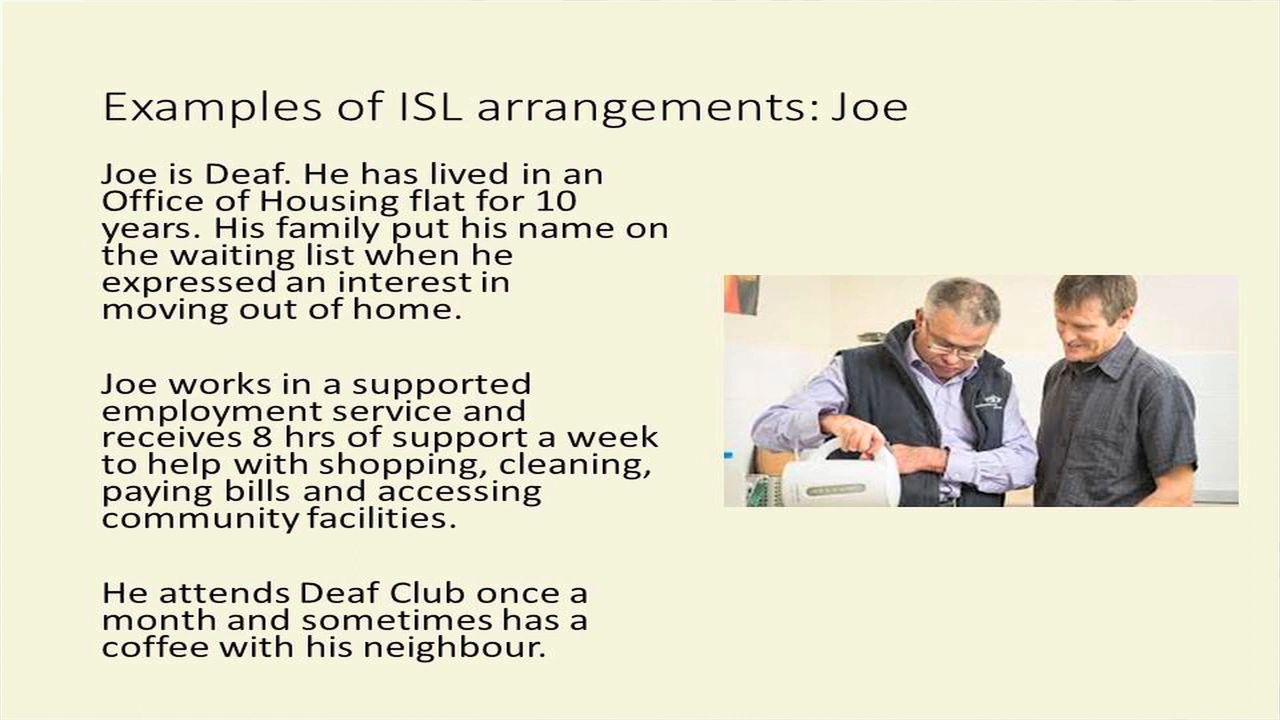 Examples of ISL arrangements: Joe
Joe is Deaf. He has lived in an
Office of Housing flat for 10
years. His family put his name on
the waiting list when he
expressed an interest in
moving out of home.
Joe works in a supported
employment service and
receives 8 hrs of support a week
to help with shopping, cleaning,
paying bills and accessing
community facilities.
He attends Deaf Club once a
month and sometimes has a
coffee with his neighbour.